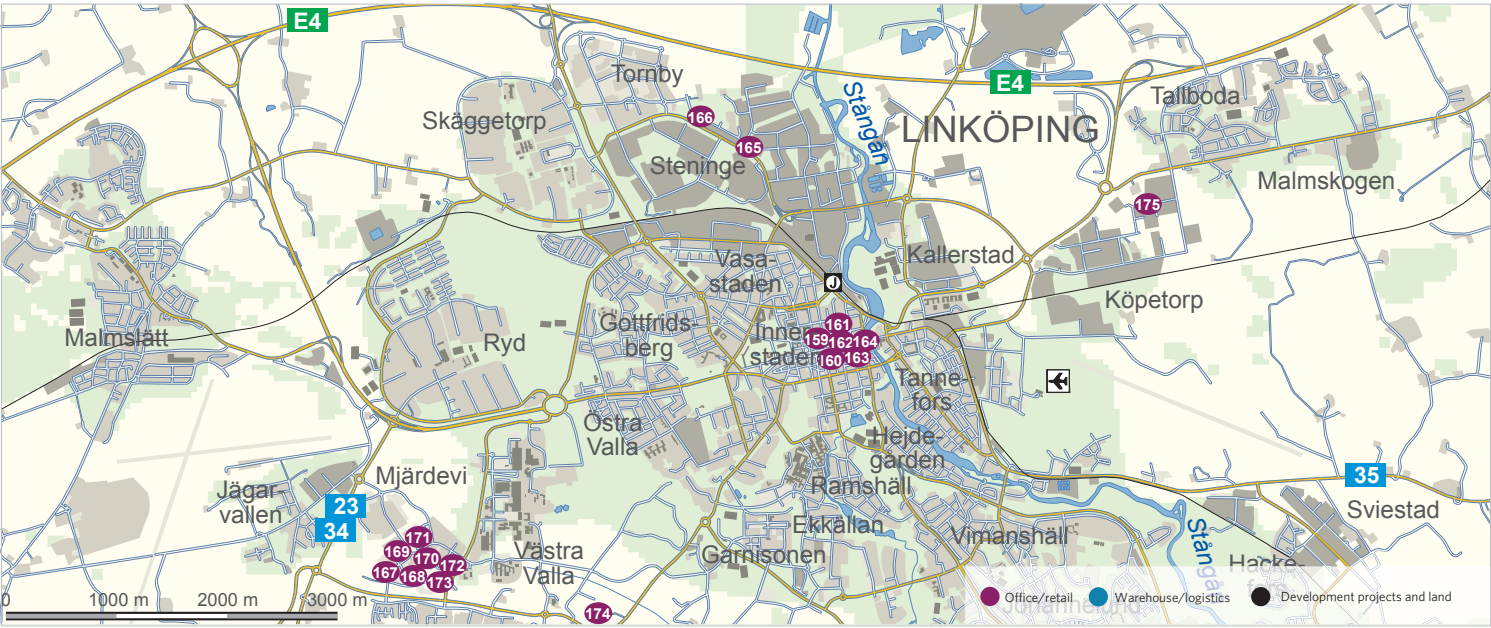 E4
Tornby
E4
Stångån
Tallboda
Skäggetorp
166
LINKÖPING
165
Steninge
Malmskogen
175
Vasa-
staden
Kallerstad
J
Köpetorp
Malmslätt
Ryd
Gottfrids-
berg
Inner
staden
161
159
162
164
160
163
Tanne-
fors
Östra
Valla
Hejde-
gården
Mjärdevi
Jägar-
vallen
23
34
Ramshäll
35
Sviestad
Ekkällan
Vimanshäll
Stångån
171
169
170
172
167
168
173
Västra
Valla
Garnisonen
Hacke-
fors
0 1000 m 2000 m 3000 m
174
Johannelund
Office/retail
Warehouse/logistics
Development projects and land